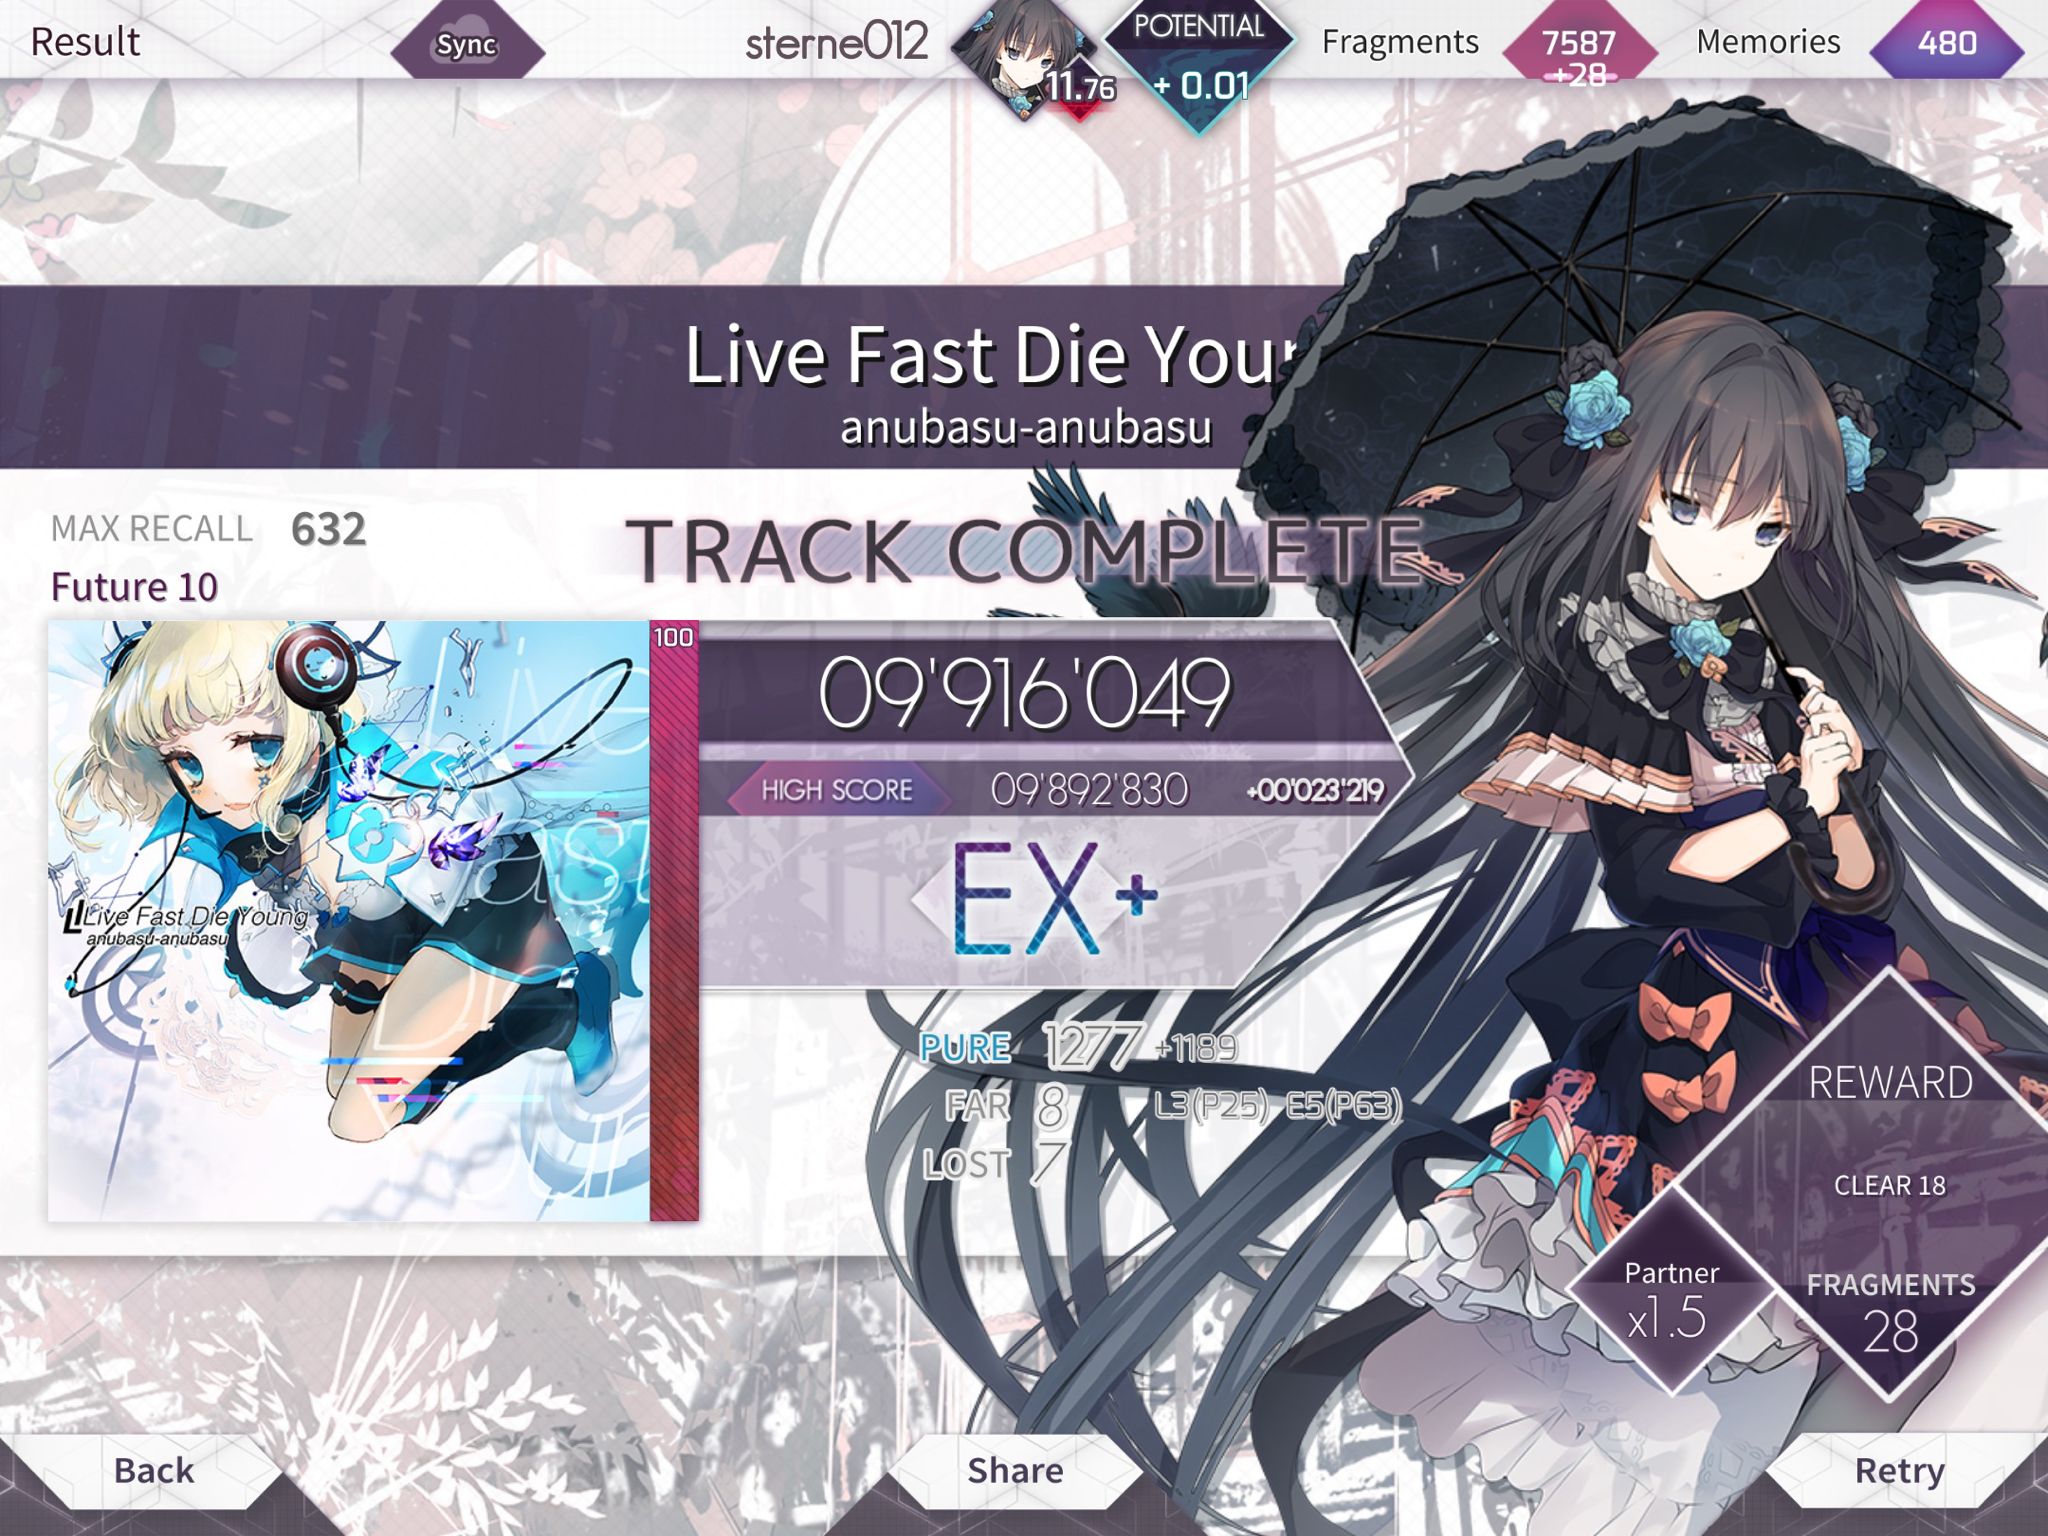 Result
Sync
sterne012
11.76
POTENTIAL
+ 0.01
Fragments
7587
+28
Memories
480
Live Fast Die Your
anubasu-anubasu
MAX RECALL 632
Future 10
TRACK COMPLETE
100
Live Fast Die Young
anubasu-anubasu
09'916'049
HIGH SCORE 09'892'830 +00'023'219
EX+
PURE 1277 +1189
FAR 8 L3(P25) E5(P63)
LOST 7
REWARD
CLEAR 18
Partner
x1.5
FRAGMENTS
28
Back
Share
Retry